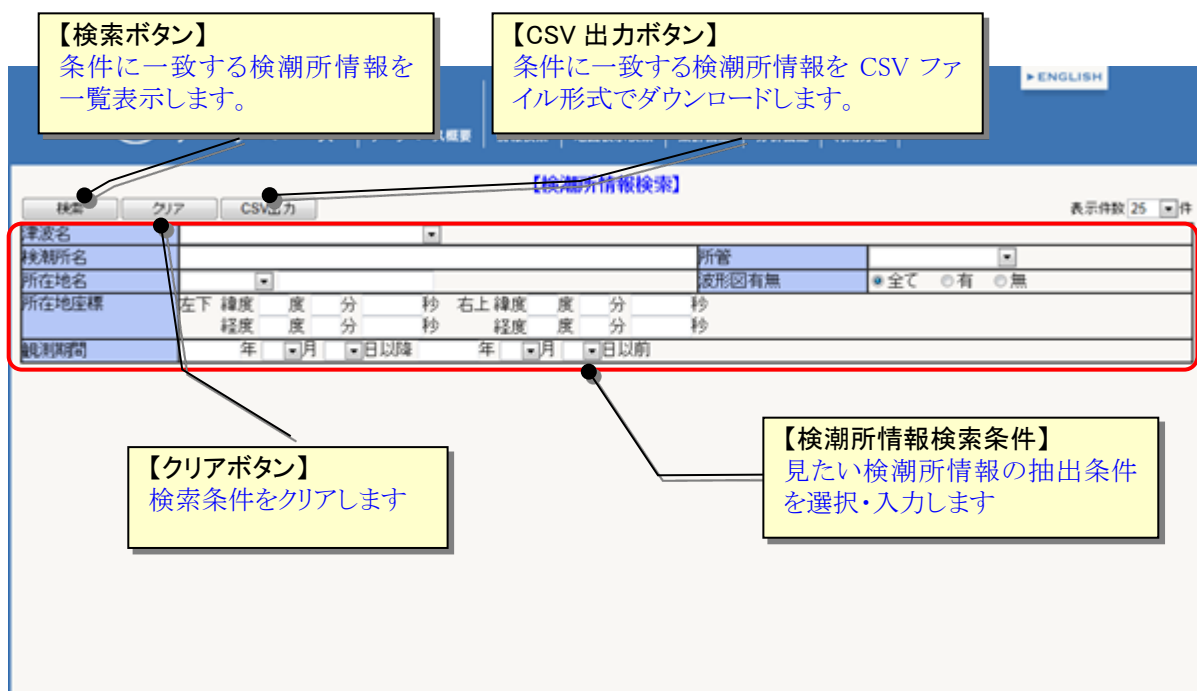 【検索ボタン】
条件に一致する検潮所情報を
一覧表示します。
【CSV 出力ボタン】
条件に一致する検潮所情報を CSV ファ
イル形式でダウンロードします。
▶ENGLISH
【検潮所情報検索】
検索 クリア CSV出力
表示件数 25 件
津波名
検潮所名 所管
所在地名 波形図有無 全て 有 無
所在地座標 左下 緯度 度 分 秒 右上 緯度 度 分 秒
経度 度 分 秒 経度 度 分 秒
観測期間 年 月 日以降 年 月 日以前
【クリアボタン】
検索条件をクリアします
【検潮所情報検索条件】
見たい検潮所情報の抽出条件
を選択・入力します